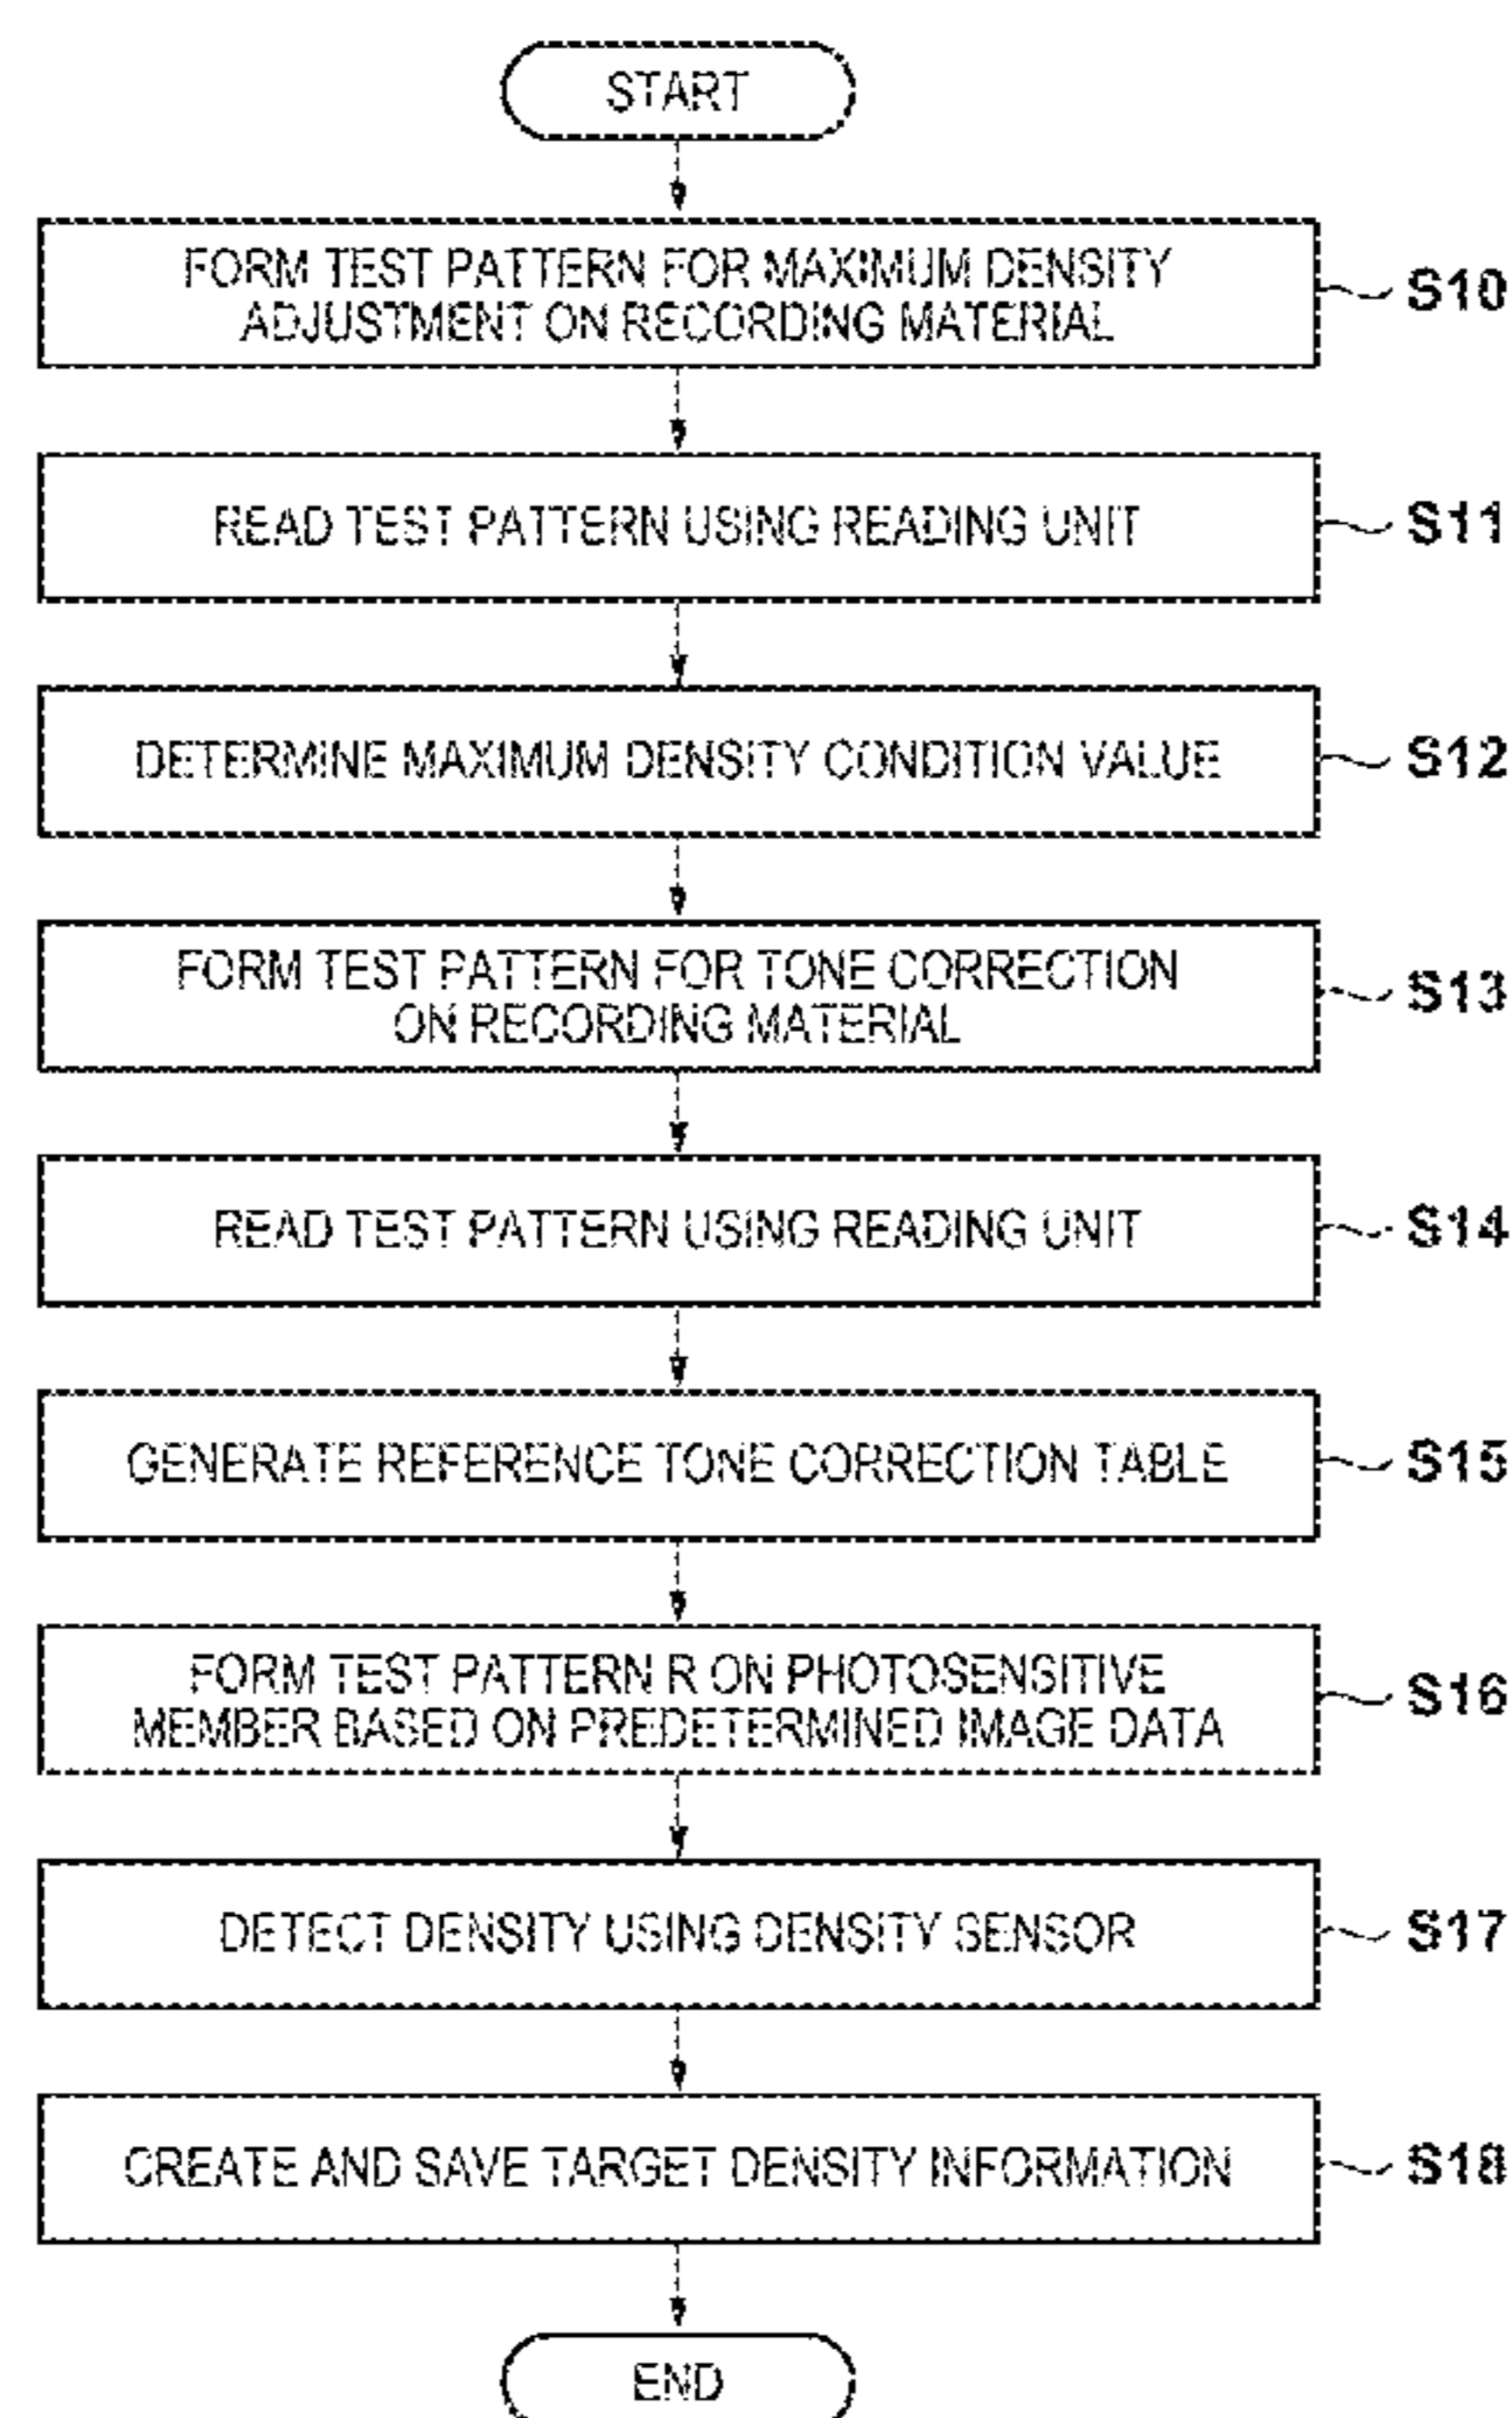 START
FORM TEST PATTERN FOR MAXIMUM DENSITY
ADJUSTMENT ON RECORDING MATERIAL
S10
READ TEST PATTERN USING READING UNIT
S11
DETERMINE MAXIMUM DENSITY CONDITION VALUE
S12
FORM TEST PATTERN FOR TONE CORRECTION
ON RECORDING MATERIAL
S13
READ TEST PATTERN USING READING UNIT
S14
GENERATE REFERENCE TONE CORRECTION TABLE
S15
FORM TEST PATTERN R ON PHOTOSENSITIVE
MEMBER BASED ON PREDETERMINED IMAGE DATA
S16
DETECT DENSITY USING DENSITY SENSOR
S17
CREATE AND SAVE TARGET DENSITY INFORMATION
S18
END